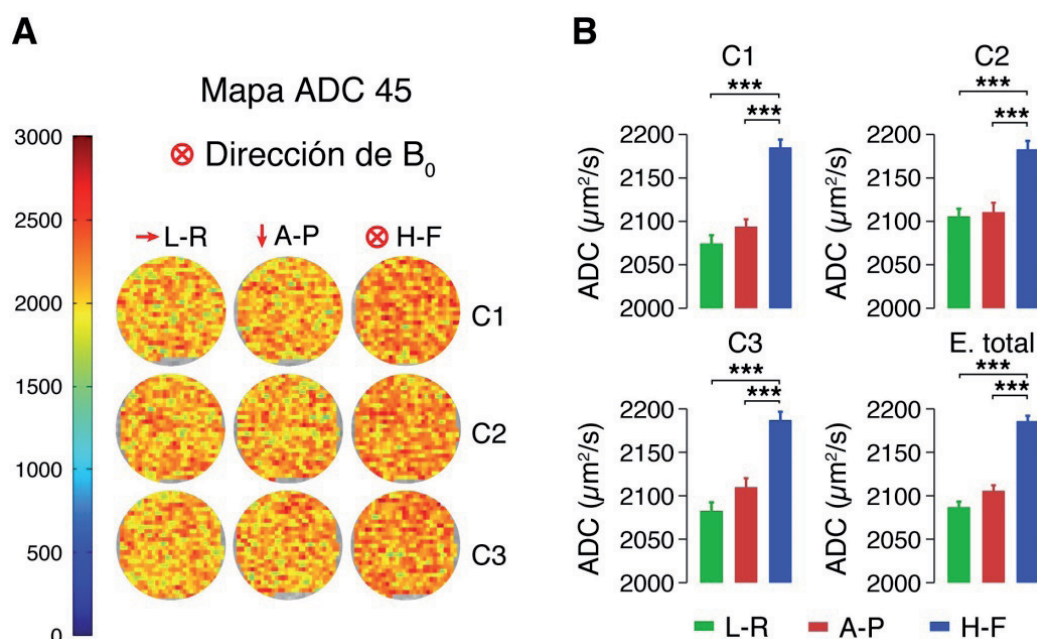 A
Mapa ADC 45
⊗ Dirección de B₀
3000
2500
2000
1500
1000
500
0
→ L-R
↓ A-P
⊗ H-F
C1
C2
C3
B
C1
***
***
ADC (µm²/s)
2200
2150
2100
2050
2000
C2
***
***
ADC (µm²/s)
2200
2150
2100
2050
2000
C3
***
***
ADC (µm²/s)
2200
2150
2100
2050
2000
E. total
***
***
ADC (µm²/s)
2200
2150
2100
2050
2000
L-R A-P H-F